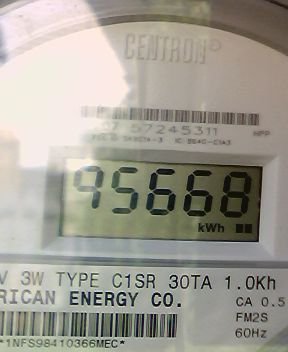 CENTRON®
57245311
HPP
95668
kWh
V 3W TYPE C1SR 30TA 1.0Kh
RICAN ENERGY CO.
CA 0.5
FM2S
60Hz
*1NFS98410366MEC*